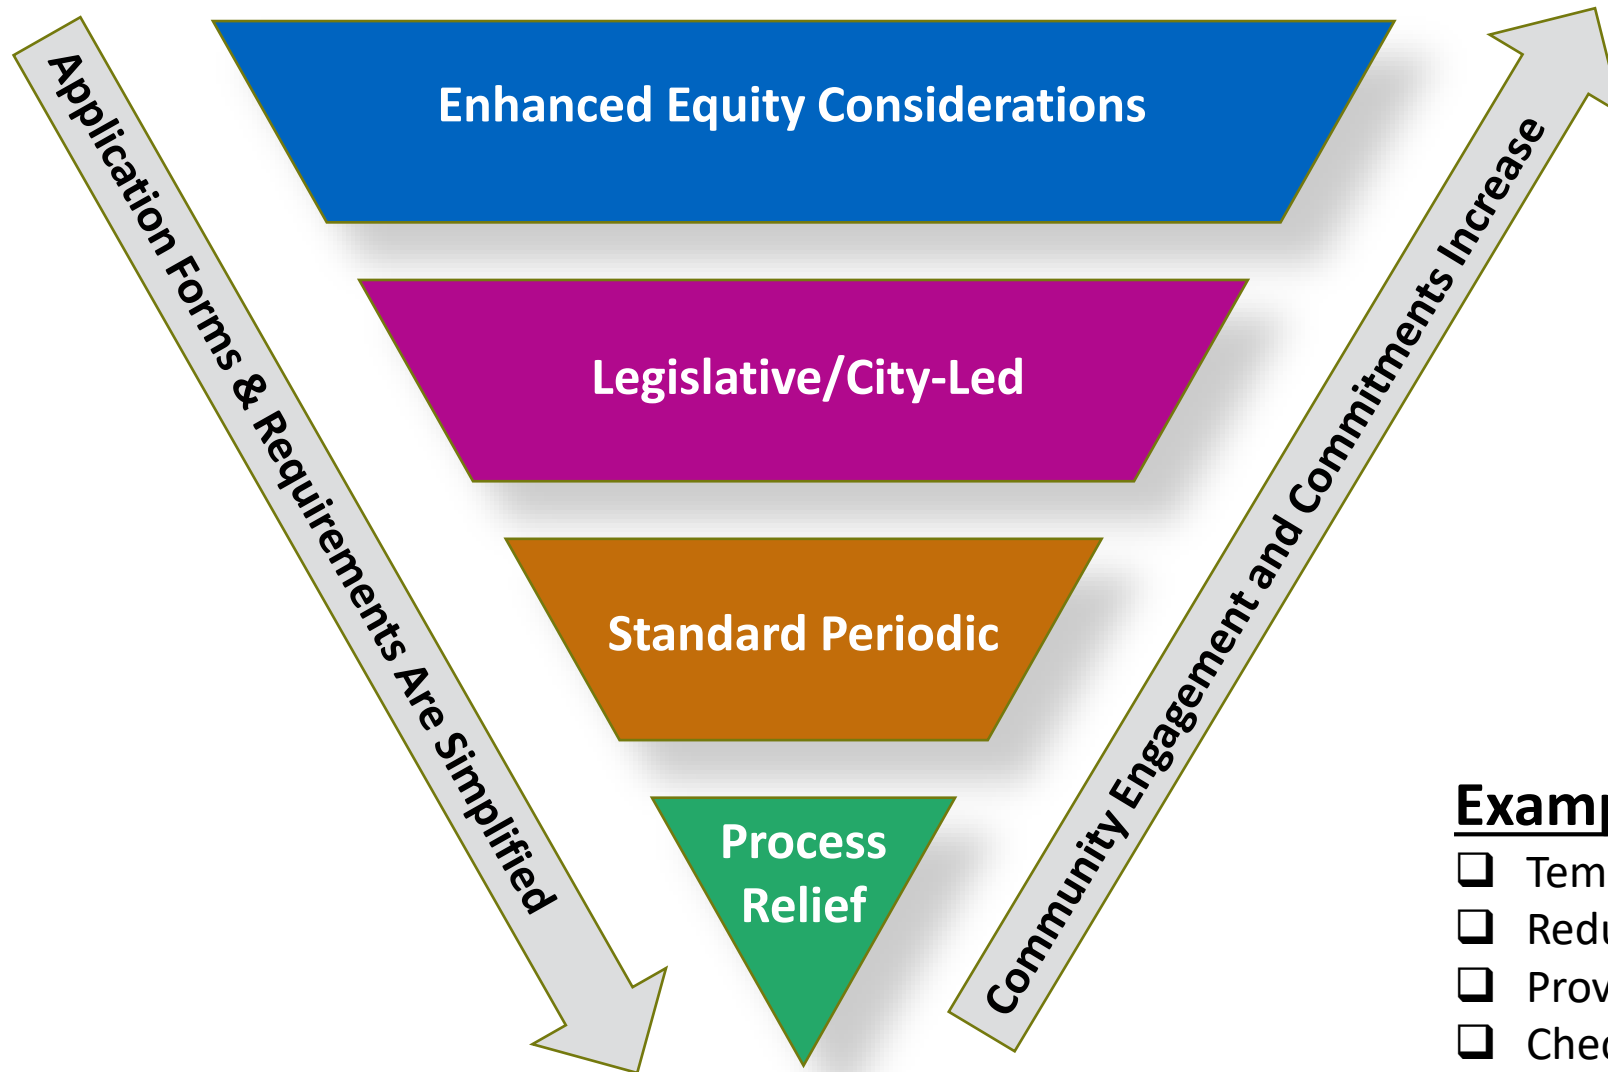 Application Forms & Requirements Are Simplified
Enhanced Equity Considerations
Legislative/City-Led
Standard Periodic
Process
Relief
Community Engagement and Commitments Increase